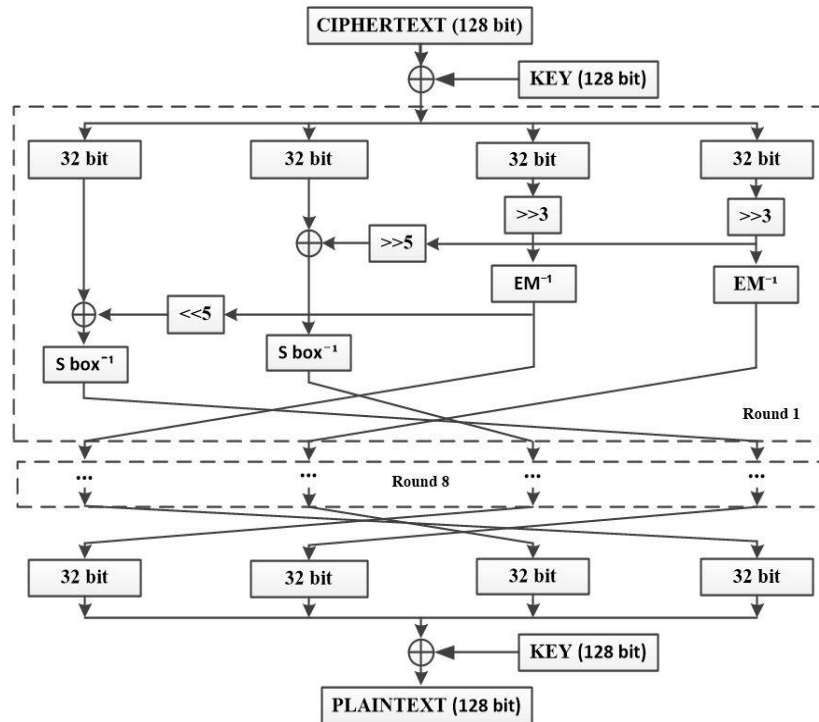 CIPHERTEXT (128 bit)
KEY (128 bit)
32 bit
32 bit
32 bit
32 bit
>>3
>>3
>>5
EM⁻¹
EM⁻¹
<<5
S box⁻¹
S box⁻¹
Round 1
... ... ... ...
Round 8
32 bit
32 bit
32 bit
32 bit
KEY (128 bit)
PLAINTEXT (128 bit)